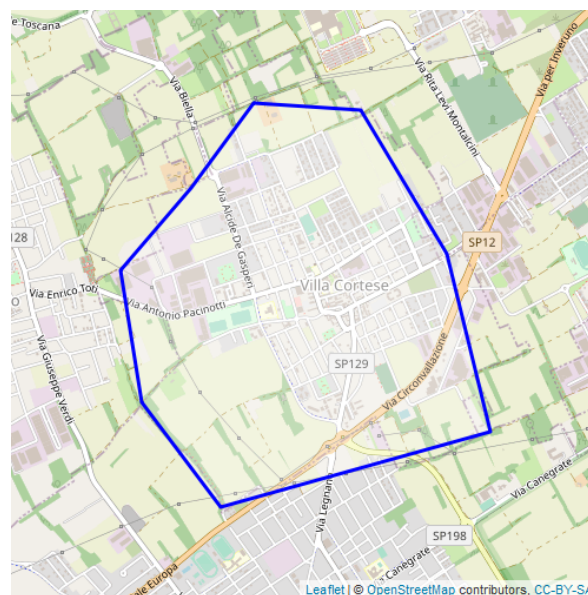 e Toscana
Via Biella
Via Rita Levi Montalcini
Via per Inveruno
Via Alcide De Gasperi
128
SP12
Via Enrico Toti
Via Antonio Pacinotti
Villa Cortese
SP129
Via Circonvallazione
Via Giuseppe Verdi
Via Legnano
Via Canegrate
SP198
a Canegrate
ale Europa
Leaflet | © OpenStreetMap contributors, CC-BY-SA